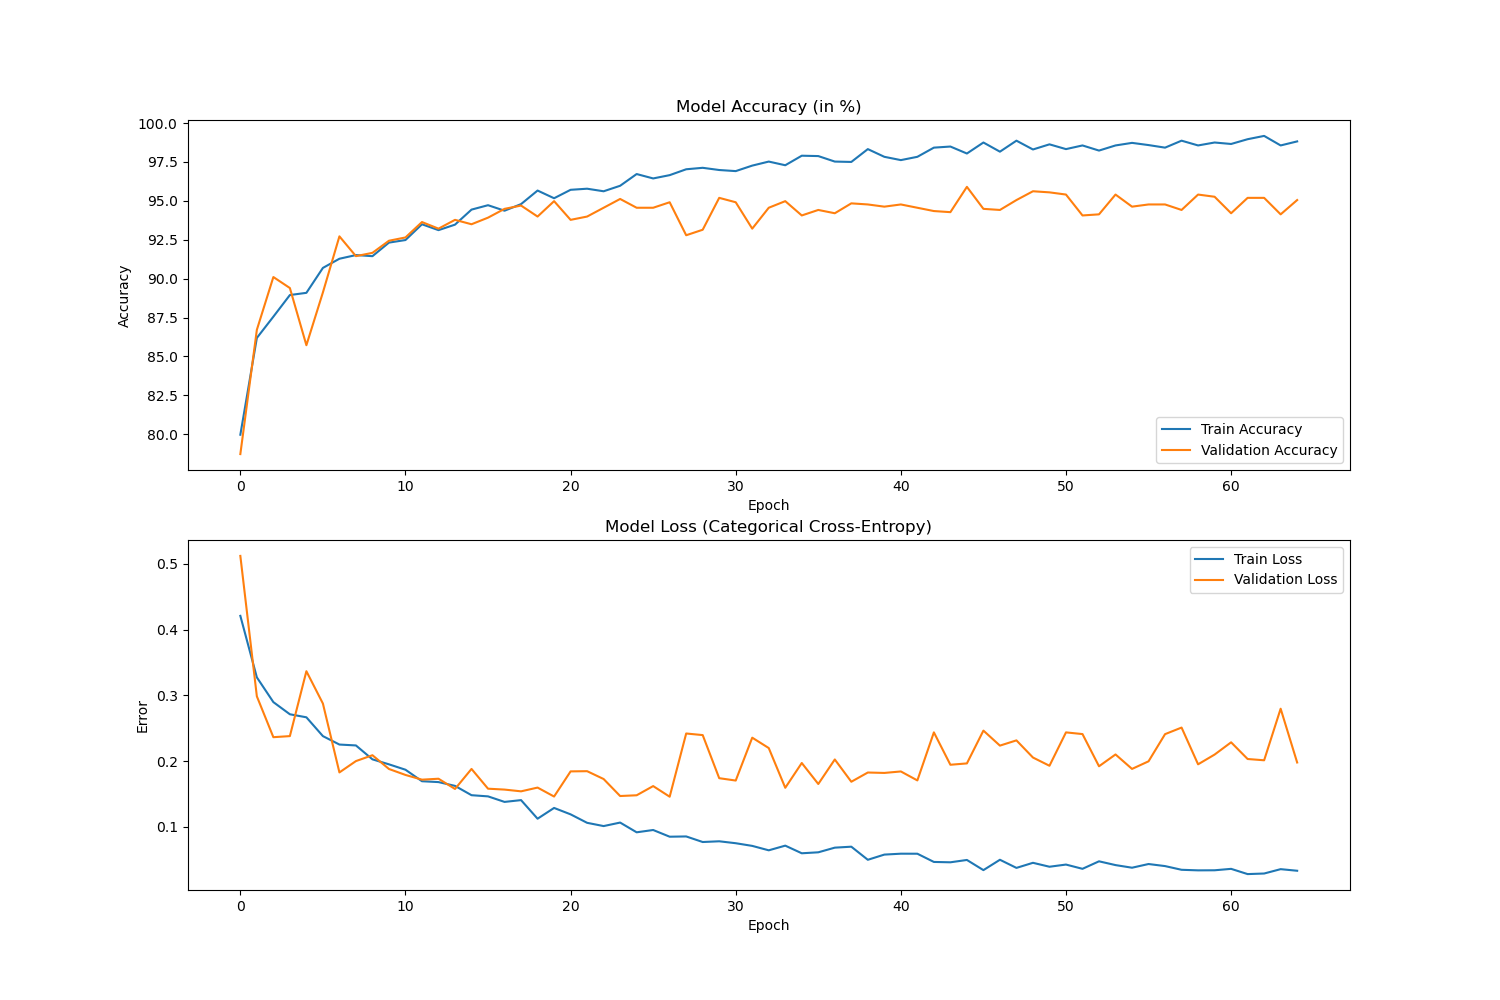 Model Accuracy (in %)
100.0
97.5
95.0
92.5
90.0
87.5
85.0
82.5
80.0
Accuracy
Train Accuracy
Validation Accuracy
0 10 20 30 40 50 60
Epoch
Model Loss (Categorical Cross-Entropy)
0.5
0.4
0.3
0.2
0.1
Error
Train Loss
Validation Loss
0 10 20 30 40 50 60
Epoch